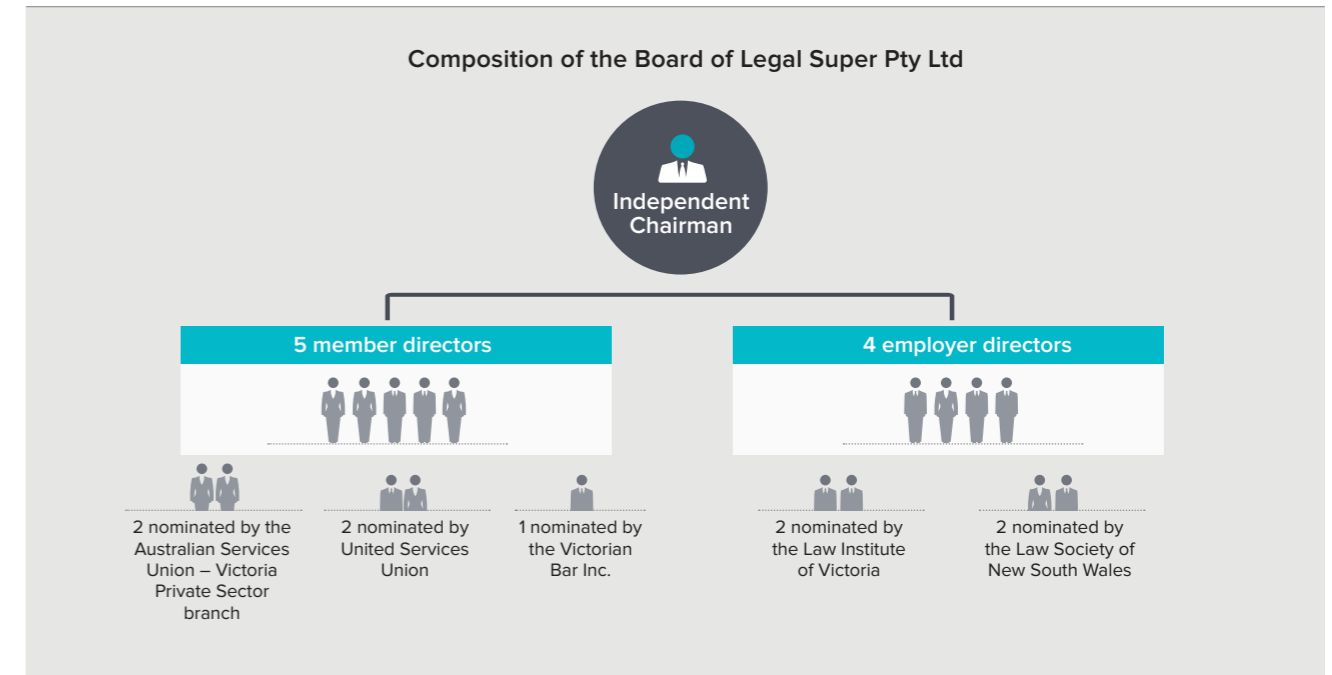 Composition of the Board of Legal Super Pty Ltd
Independent
Chairman
5 member directors
4 employer directors
2 nominated by the
Australian Services
Union – Victoria
Private Sector
branch
2 nominated by
United Services
Union
1 nominated by
the Victorian
Bar Inc.
2 nominated by
the Law Institute
of Victoria
2 nominated by
the Law Society of
New South Wales